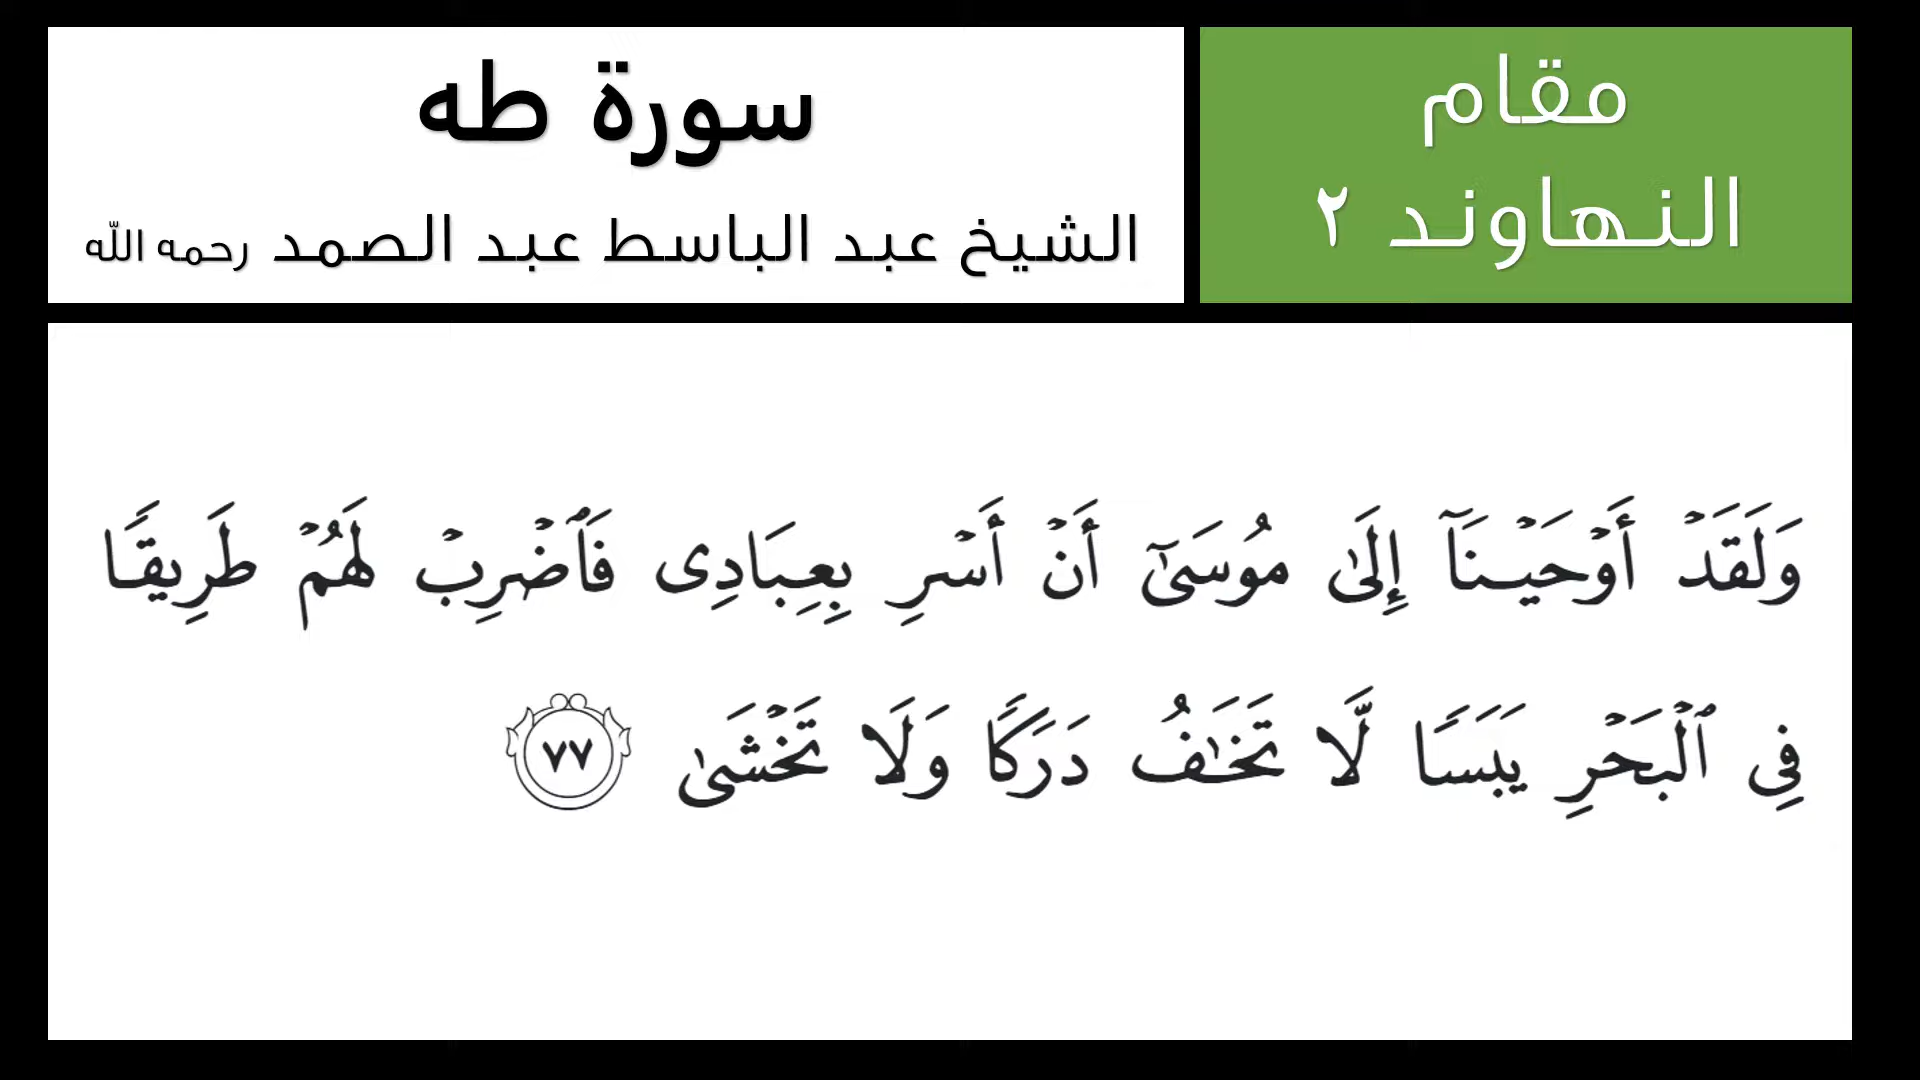 مقام
النهاوند ٢
سورة طه
الشيخ عبد الباسط عبد الصمد رحمه الله
وَلَقَدۡ أَوۡحَيۡنَآ إِلَىٰ مُوسَىٰٓ أَنۡ أَسۡرِ بِعِبَادِى فَٱضۡرِبۡ لَهُمۡ طَرِيقًا
فِى ٱلۡبَحۡرِ يَبَسًا لَّا تَخَـٰفُ دَرَكًا وَلَا تَخۡشَىٰ ٧٧